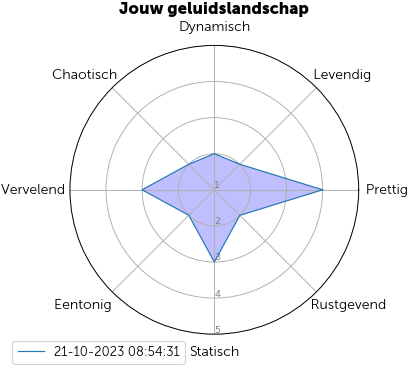 Jouw geluidslandschap
Dynamisch
Chaotisch
Levendig
Vervelend
Prettig
1
2
3
4
5
Eentonig
Rustgevend
21-10-2023 08:54:31
Statisch